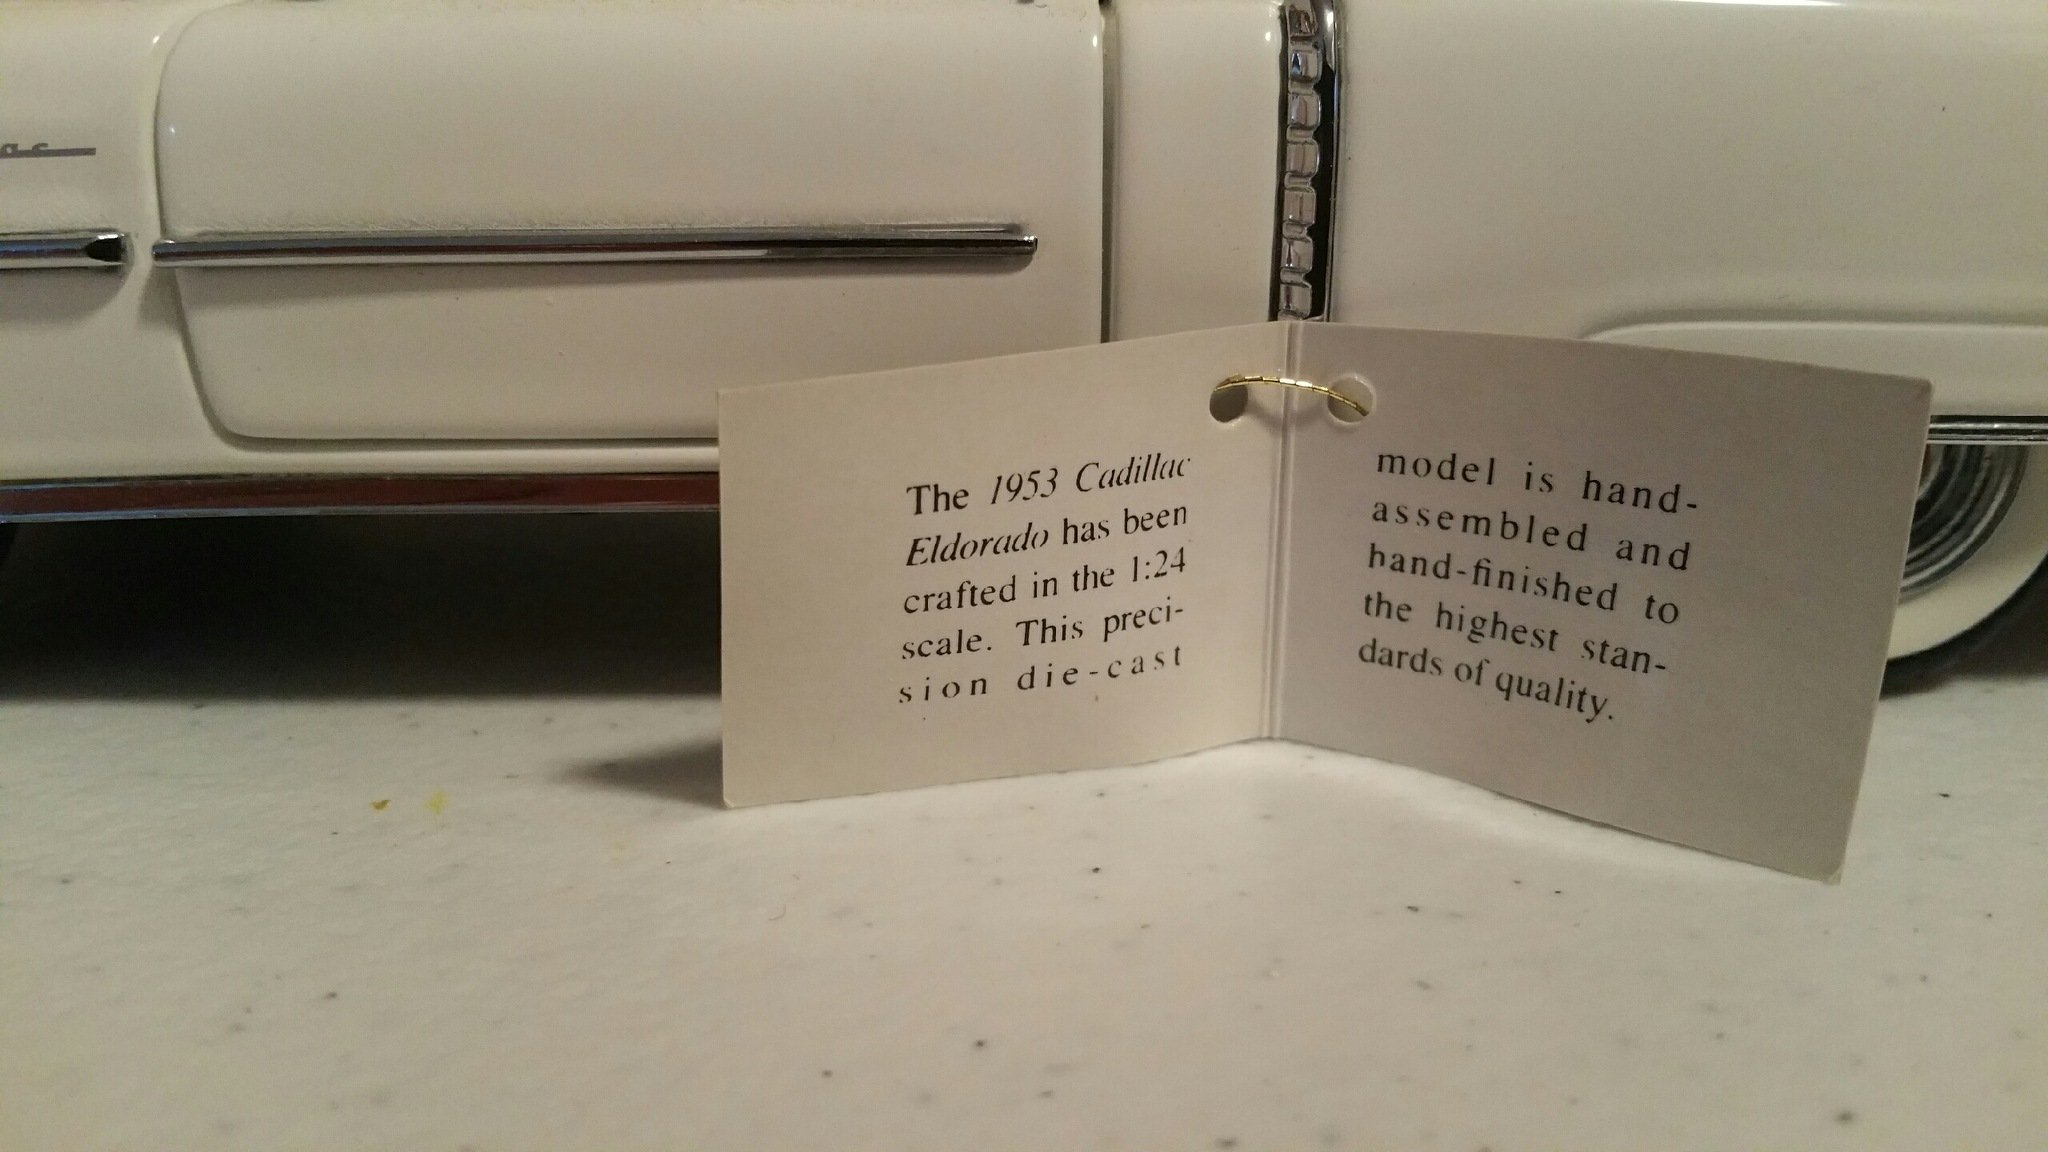 The 1953 Cadillac
Eldorado has been
crafted in the 1:24
scale. This preci-
sion die-cast
model is hand-
assembled and
hand-finished to
the highest stan-
dards of quality.